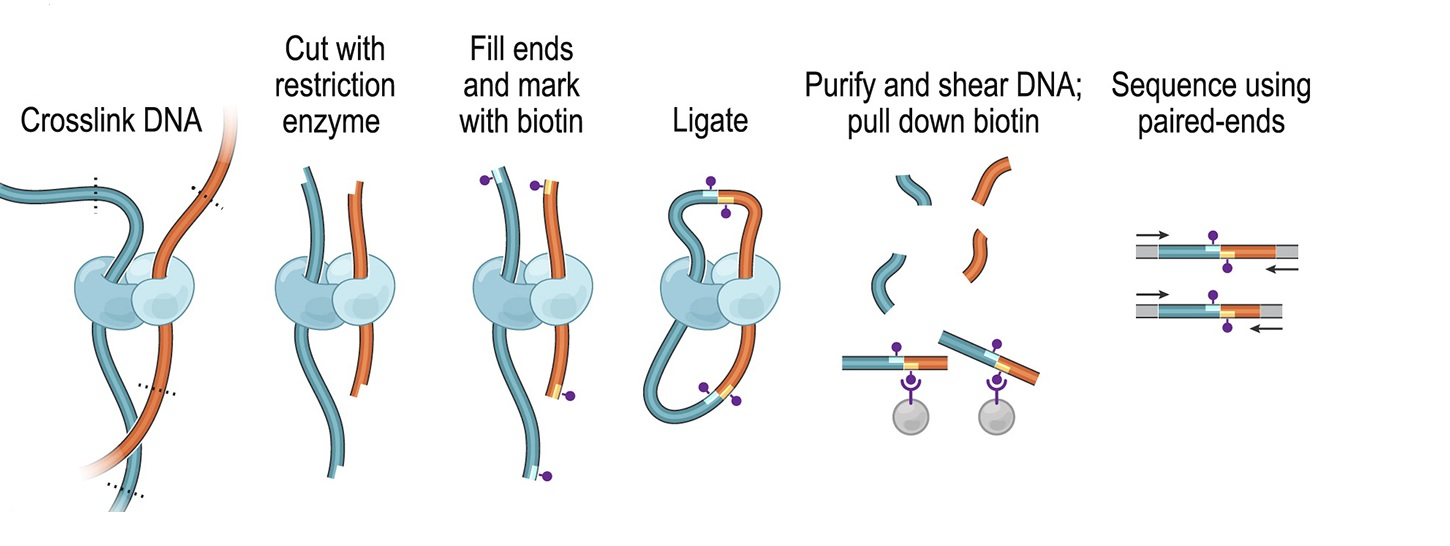 Crosslink DNA
Cut with
restriction
enzyme
Fill ends
and mark
with biotin
Ligate
Purify and shear DNA;
pull down biotin
Sequence using
paired-ends